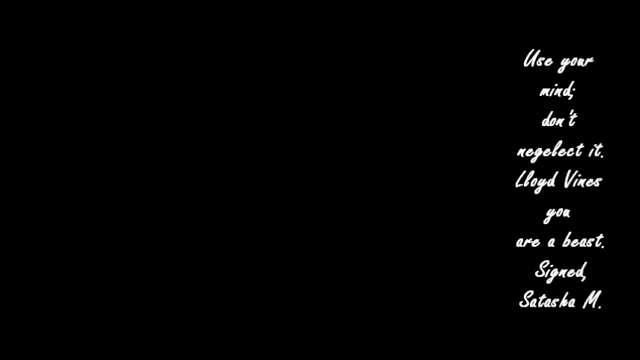 Use your
mind;
don't
negelect it.
Lloyd Vines
you
are a beast.
Signed,
Satasha M.